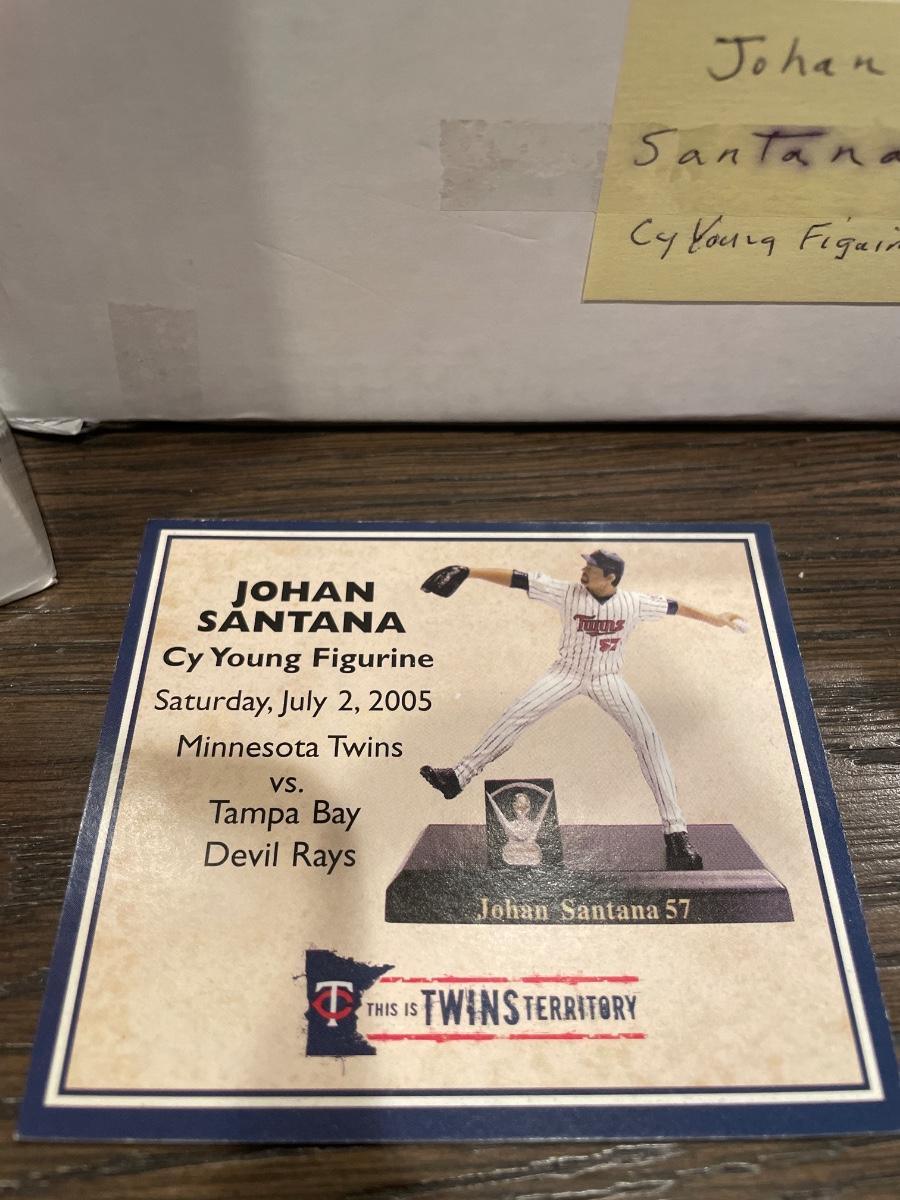 Johan
Santana
Cy Young
JOHAN
SANTANA
Cy Young Figurine
Saturday, July 2, 2005
Minnesota Twins
vs.
Tampa Bay
Devil Rays
Twins
57
Johan Santana 57
TC
THIS IS TWINS TERRITORY